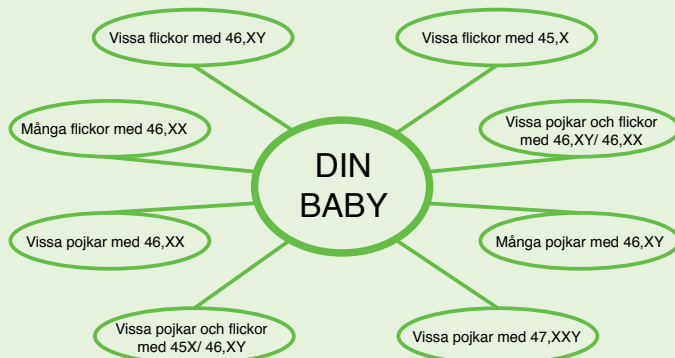 Vissa flickor med 46,XY
Vissa flickor med 45,X
Många flickor med 46,XX
Vissa pojkar och flickor
med 46,XY/ 46,XX
DIN
BABY
Vissa pojkar med 46,XX
Många pojkar med 46,XY
Vissa pojkar och flickor
med 45X/ 46,XY
Vissa pojkar med 47,XXY